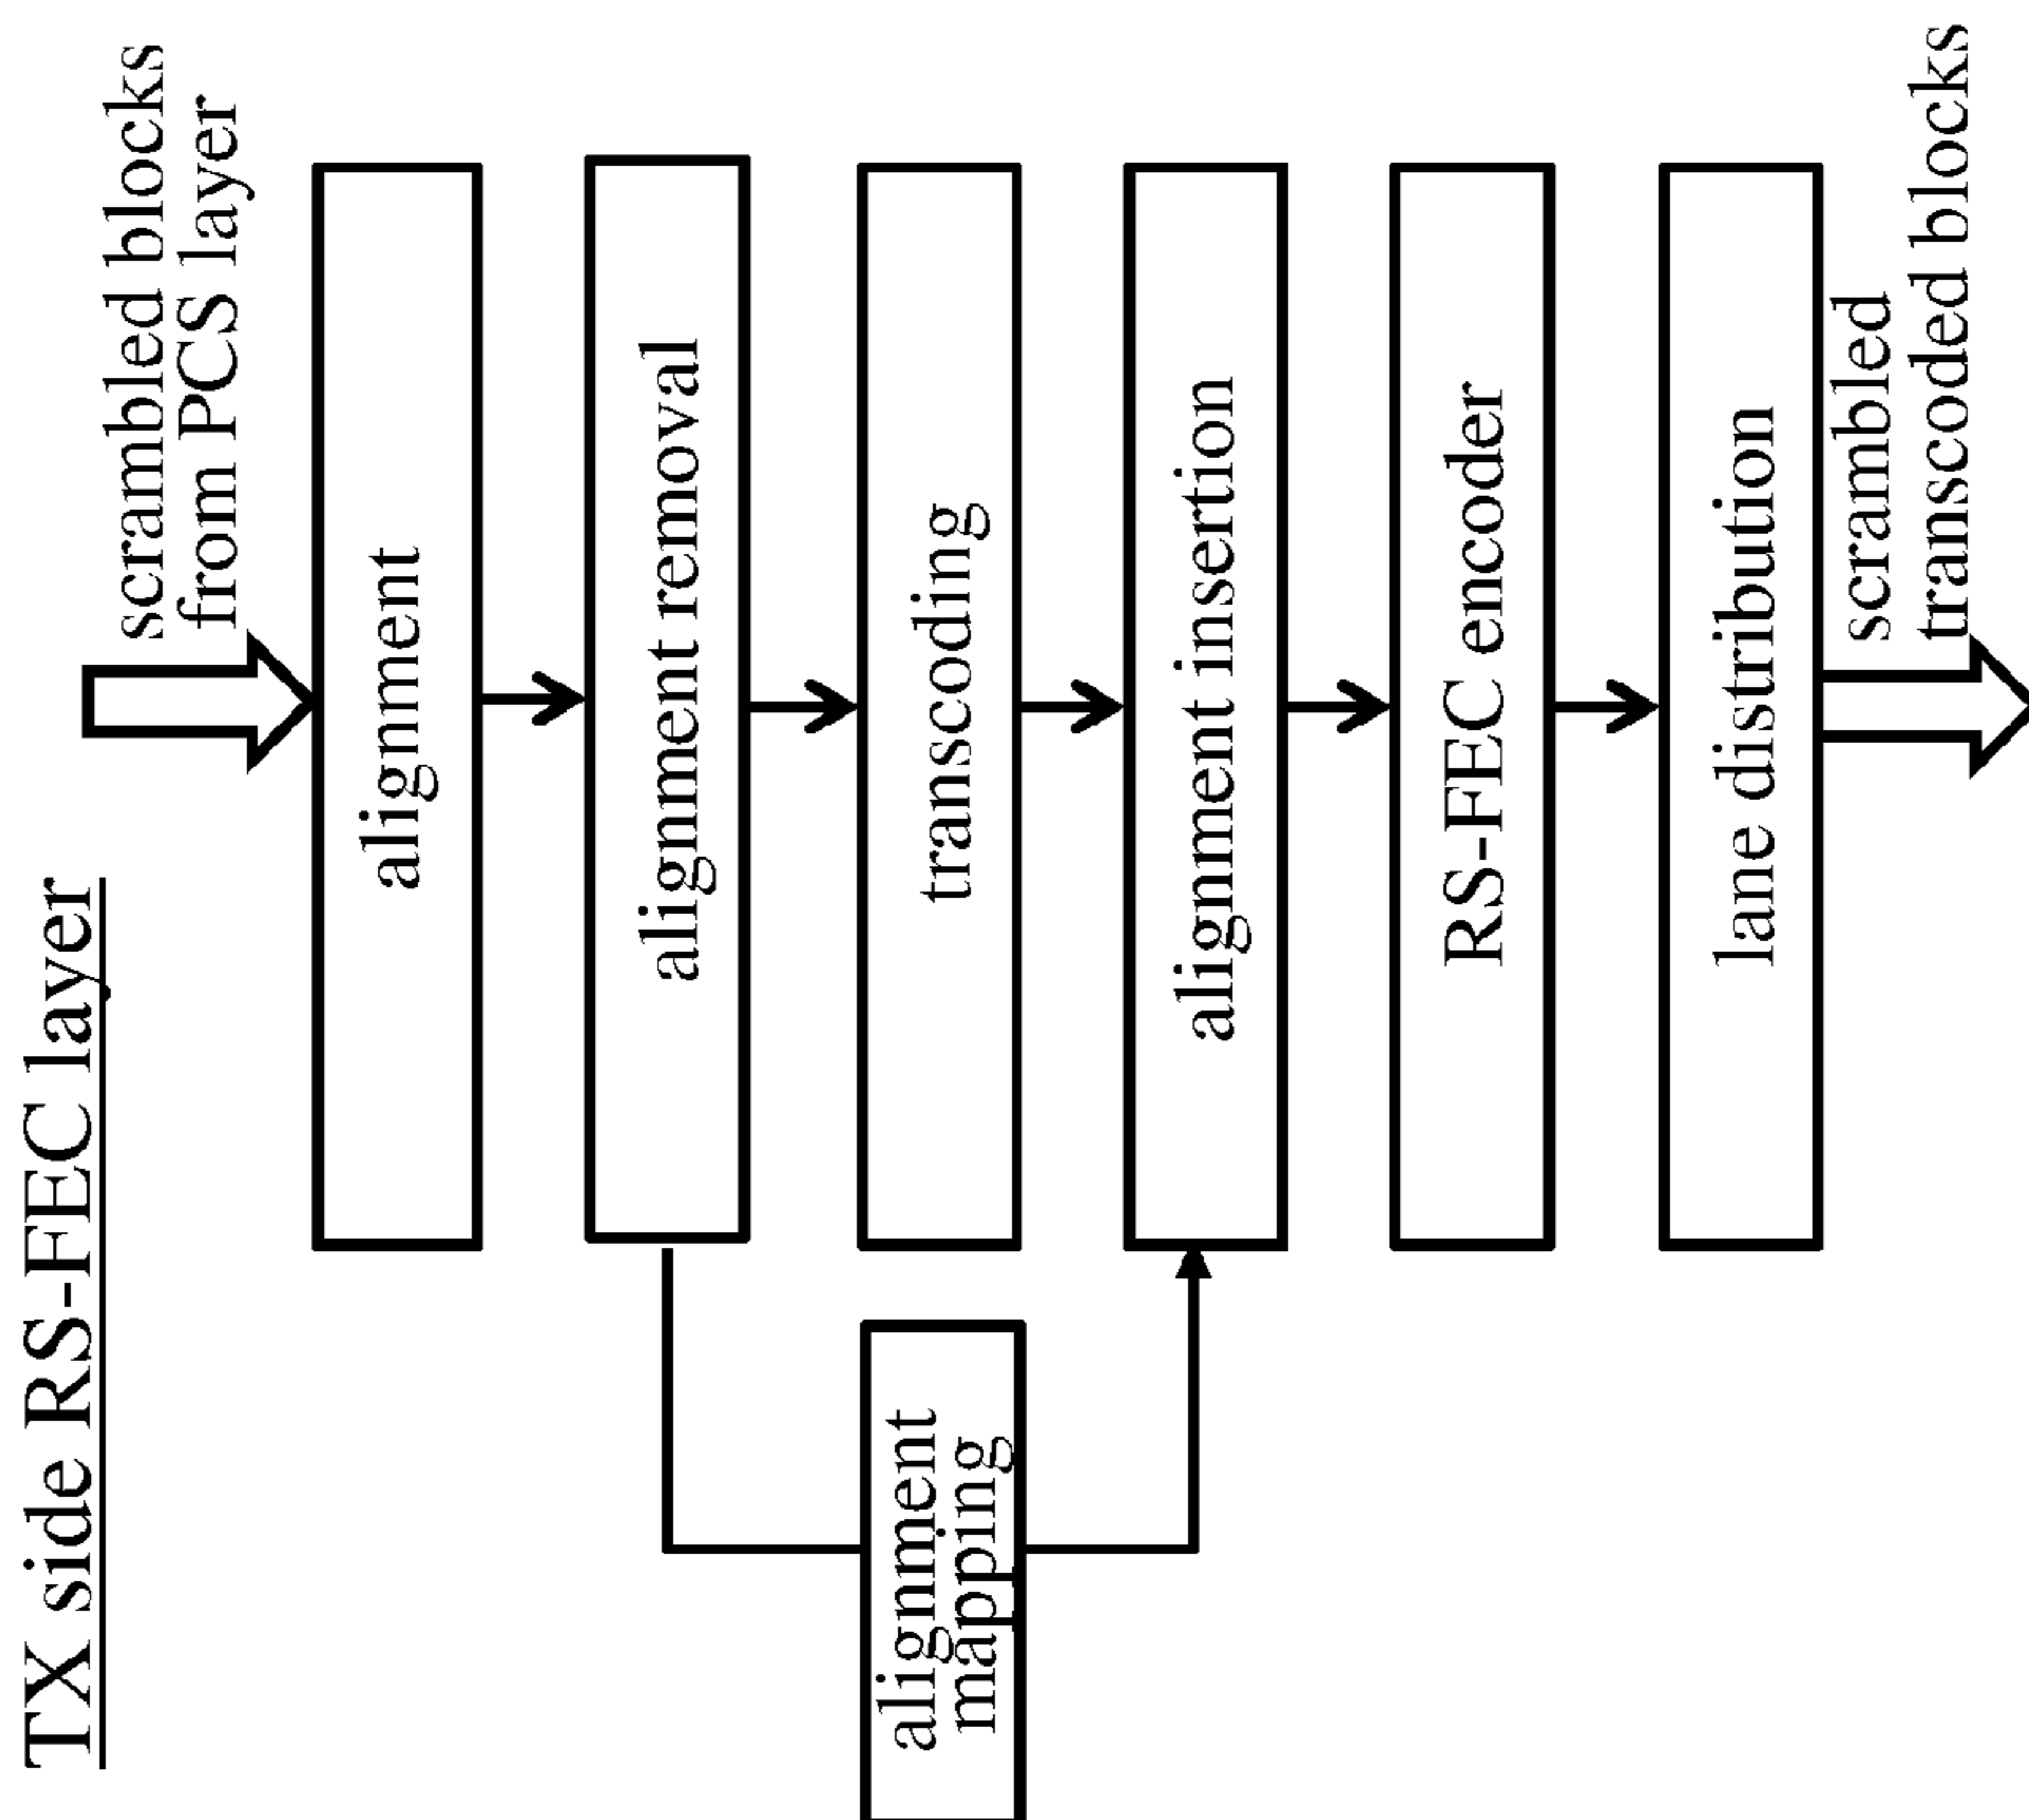 TX side RS-FEC layer
scrambled blocks
from PCS layer
alignment
alignment removal
transcoding
alignment
mapping
alignment insertion
RS-FEC encoder
lane distribution
scrambled
transcoded blocks